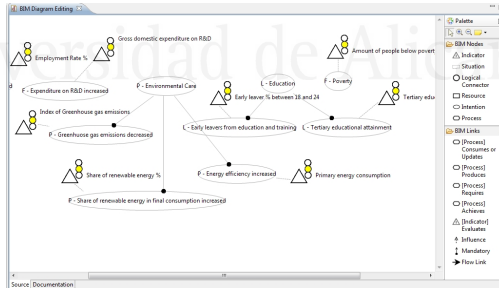 BIM Diagram Editing
Gross domestic expenditure on R&D
Employment Rate %
Amount of people below povert
F - Expenditure on R&D increased
P - Environmental Care
L - Education
F - Poverty
Index of Greenhouse gas emissions
Early leaver % between 18 and 24
Tertiary educ
P - Greenhouse gas emissions decreased
L - Early leavers from education and training
L - Tertiary educational attainment
Share of renewable energy %
P - Energy efficiency increased
Primary energy consumption
P - Share of renewable energy in final consumption increased
Source Documentation
Palette
BIM Nodes
Indicator
Situation
Logical
Connector
Resource
Intention
Process
BIM Links
[Process]
Consumes or
Updates
[Process]
Produces
[Process]
Requires
[Process]
Achieves
[Indicator]
Evaluates
Influence
Mandatory
Flow Link